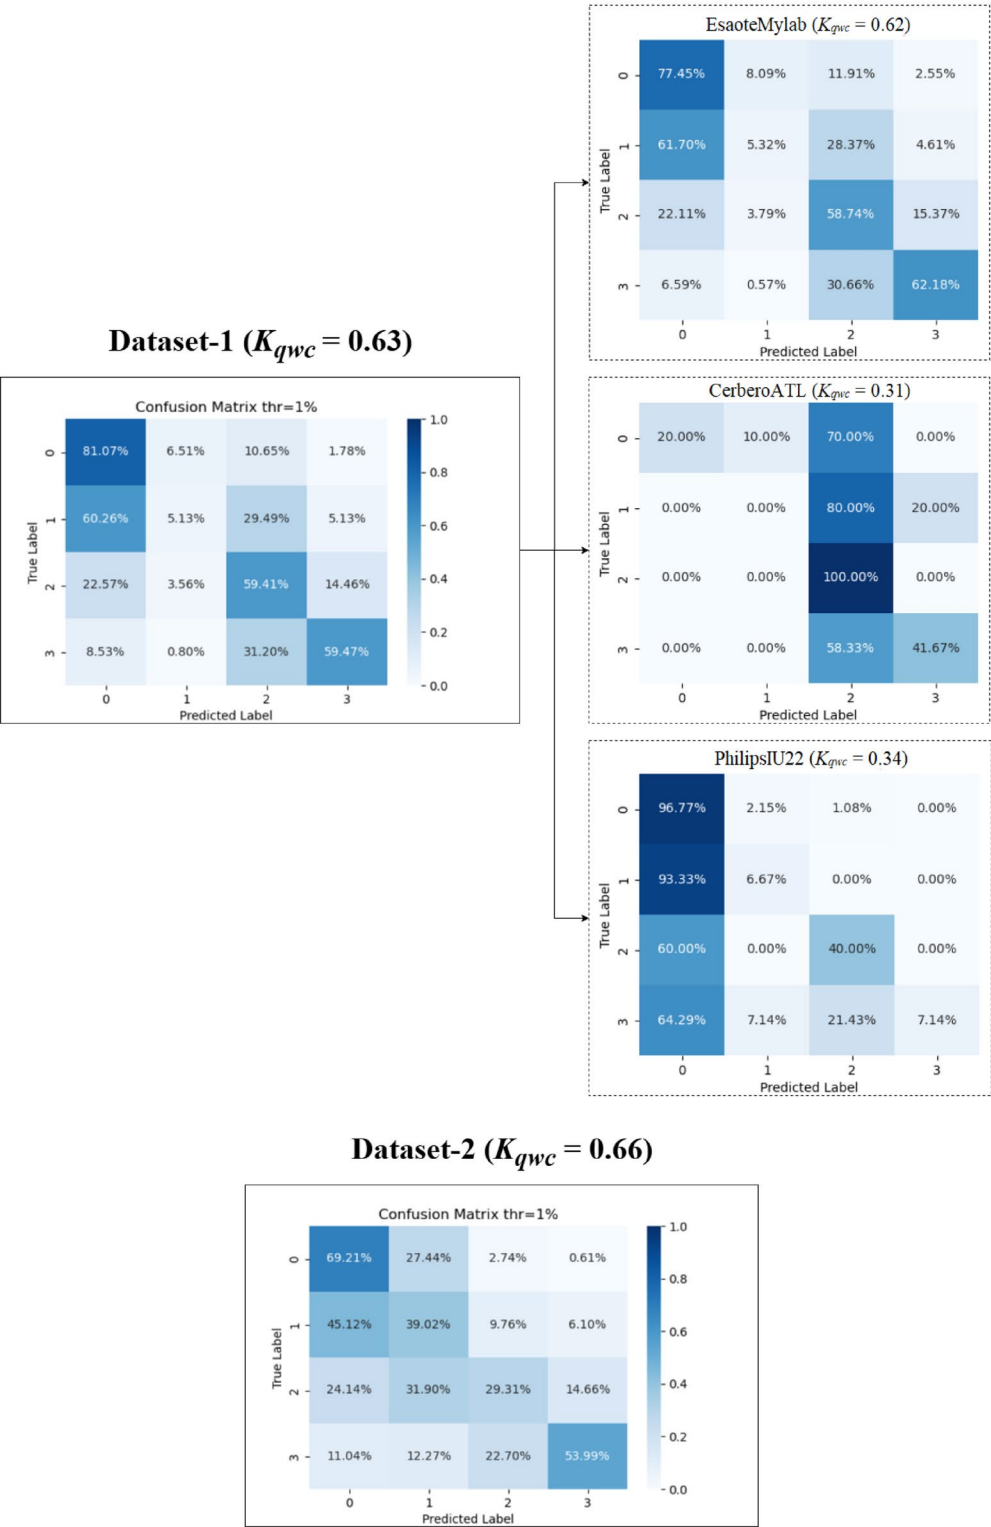 EsaoteMylab (Kqwc = 0.62)
0 77.45% 8.09% 11.91% 2.55%
1 61.70% 5.32% 28.37% 4.61%
2 22.11% 3.79% 58.74% 15.37%
3 6.59% 0.57% 30.66% 62.18%
True Label
0 1 2 3
Predicted Label
Dataset-1 (Kqwc = 0.63)
Confusion Matrix thr=1%
0 81.07% 6.51% 10.65% 1.78%
1 60.26% 5.13% 29.49% 5.13%
2 22.57% 3.56% 59.41% 14.46%
3 8.53% 0.80% 31.20% 59.47%
True Label
0 1 2 3
Predicted Label
1.0
0.8
0.6
0.4
0.2
0.0
CerberoATL (Kqwc = 0.31)
0 20.00% 10.00% 70.00% 0.00%
1 0.00% 0.00% 80.00% 20.00%
2 0.00% 0.00% 100.00% 0.00%
3 0.00% 0.00% 58.33% 41.67%
True Label
0 1 2 3
Predicted Label
PhilipsIU22 (Kqwc = 0.34)
0 96.77% 2.15% 1.08% 0.00%
1 93.33% 6.67% 0.00% 0.00%
2 60.00% 0.00% 40.00% 0.00%
3 64.29% 7.14% 21.43% 7.14%
True Label
0 1 2 3
Predicted Label
Dataset-2 (Kqwc = 0.66)
Confusion Matrix thr=1%
0 69.21% 27.44% 2.74% 0.61%
1 45.12% 39.02% 9.76% 6.10%
2 24.14% 31.90% 29.31% 14.66%
3 11.04% 12.27% 22.70% 53.99%
True Label
0 1 2 3
Predicted Label
1.0
0.8
0.6
0.4
0.2
0.0